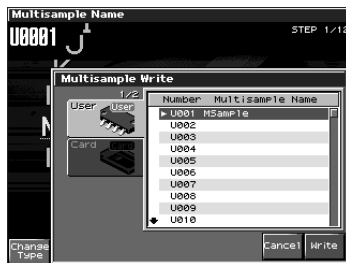 Multisample Name
U0001
STEP 1/12
Multisample Write
1/2
User
User
Card
Number Multisample Name
U001 MSample
U002
U003
U004
U005
U006
U007
U008
U009
U010
Change
Type
Cancel
Write